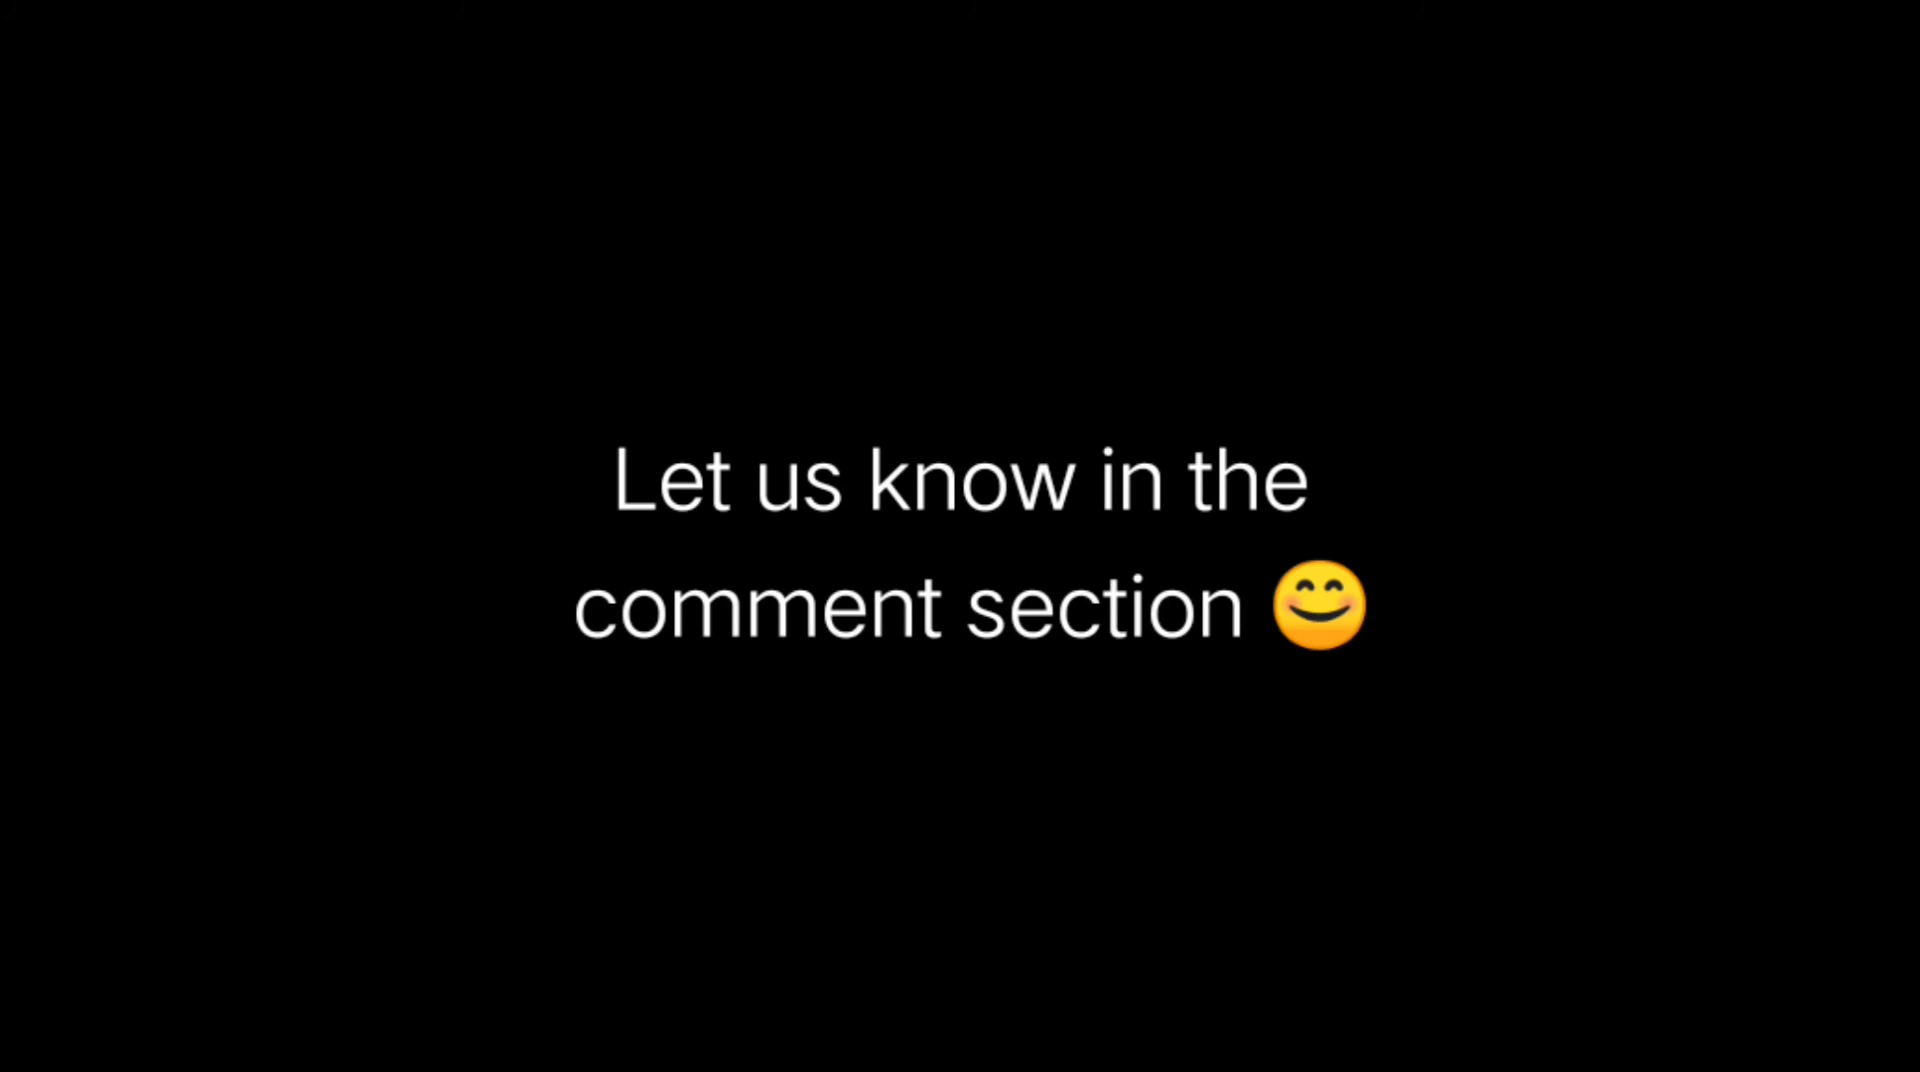 Let us know in the
comment section 😊